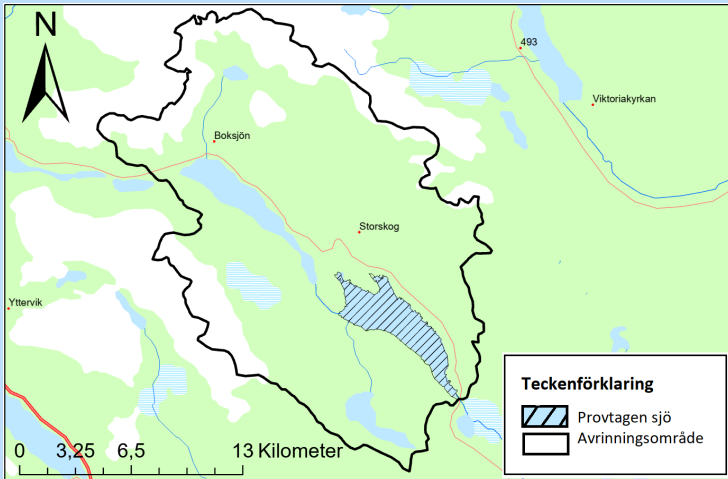 N
493
Viktoriakyrkan
Boksjön
Storskog
Yttervik
0 3,25 6,5 13 Kilometer
Teckenförklaring
Provtagen sjö
Avrinningsområde